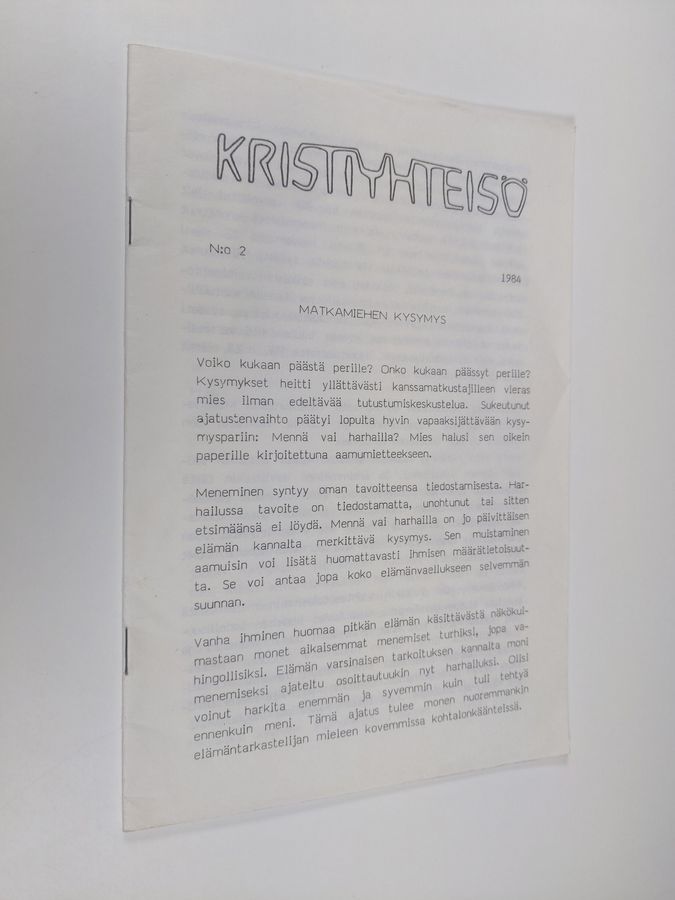 KRISTIYHTEISÖ
N:o 2
1984
MATKAMIEHEN KYSYMYS
Voiko kukaan päästä perille? Onko kukaan päässyt perille?
Kysymykset heitti yllättävästi kanssamatkustajilleen vieras
mies ilman edeltävää tutustumiskeskustelua. Sukeutunut
ajatustenvaihto päätyi lopulta hyvin vapaaksijättävään kysy-
myspariin: Mennä vai harhailla? Mies halusi sen oikein
paperille kirjoitettuna aamumietteekseen.
Meneminen syntyy oman tavoitteensa tiedostamisesta. Har-
hailussa tavoite on tiedostamatta, unohtunut tai sitten
etsimäänsä ei löydä. Mennä vai harhailla on jo päivittäisen
elämän kannalta merkittävä kysymys. Sen muistaminen
aamuisin voi lisätä huomattavasti ihmisen määrätietoisuut-
ta. Se voi antaa jopa koko elämänvaellukseen selvemmän
suunnan.
Vanha ihminen huomaa pitkän elämän käsittävästä näkökul-
mastaan monet aikaisemmat menemiset turhiksi, jopa va-
hingollisiksi. Elämän varsinaisen tarkoituksen kannalta moni
menemiseksi ajateltu osoittautuukin nyt harhailuksi. Olisi
voinut harkita enemmän ja syvemmin kuin tuli tehtyä
ennenkuin meni. Tämä ajatus tulee monen nuoremmankin
elämäntarkastelijan mieleen kovemmissa kohtalonkäänteissä.